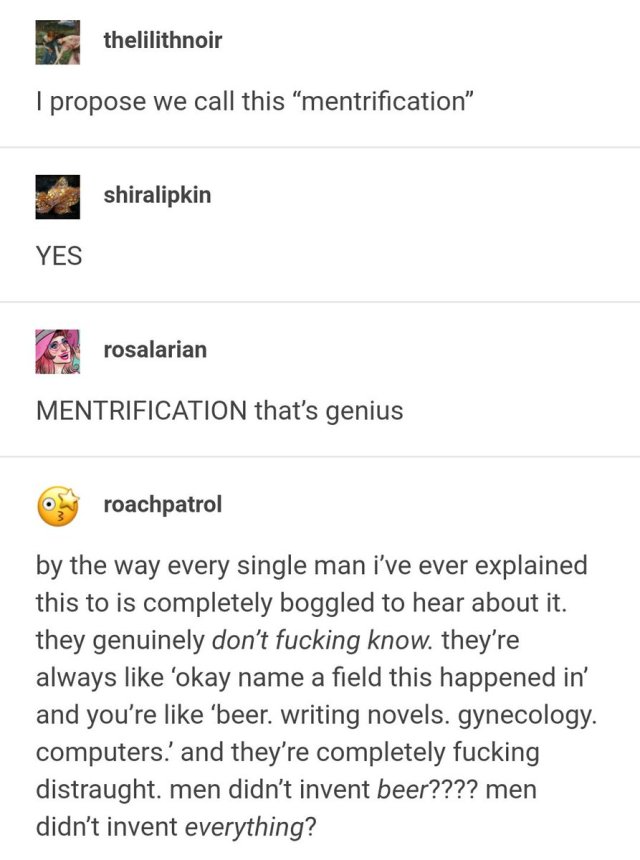 thelilithnoir
I propose we call this “mentrification”
shiralipkin
YES
rosalarian
MENTRIFICATION that’s genius
roachpatrol
by the way every single man i’ve ever explained
this to is completely boggled to hear about it.
they genuinely don’t fucking know. they’re
always like ‘okay name a field this happened in’
and you’re like ‘beer. writing novels. gynecology.
computers.’ and they’re completely fucking
distraught. men didn’t invent beer???? men
didn’t invent everything?